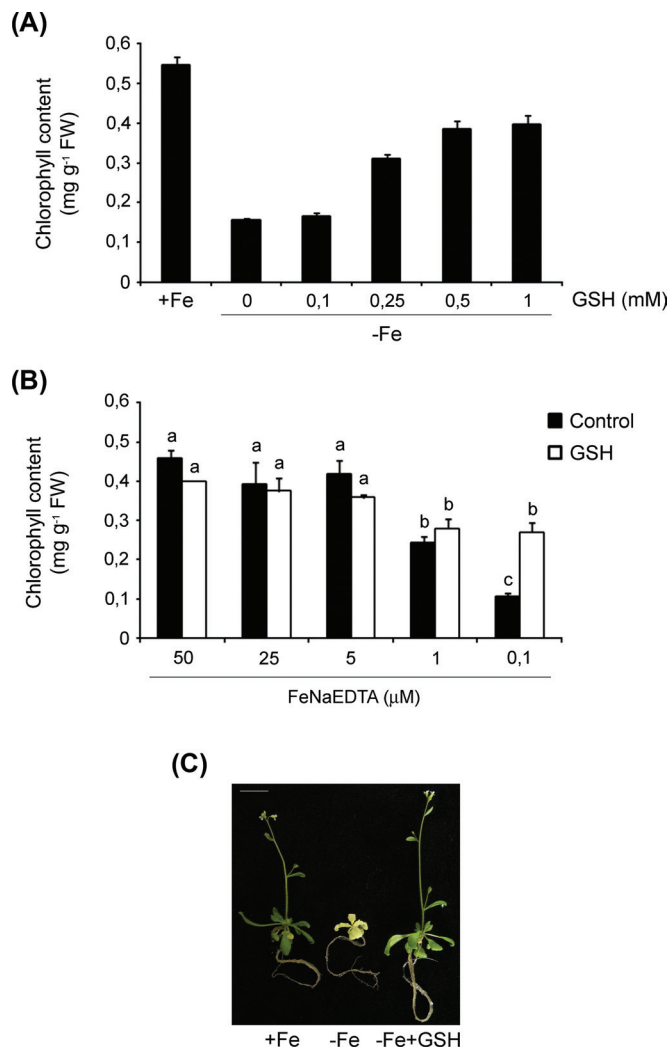 (A)
Chlorophyll content
(mg g⁻¹ FW)
0,6
0,5
0,4
0,3
0,2
0,1
0
+Fe 0 0,1 0,25 0,5 1 GSH (mM)
-Fe
(B)
Chlorophyll content
(mg g⁻¹ FW)
0,6
0,5
0,4
0,3
0,2
0,1
0
a a a a a a b b c b
Control
GSH
50 25 5 1 0,1
FeNaEDTA (μM)
(C)
+Fe -Fe -Fe+GSH